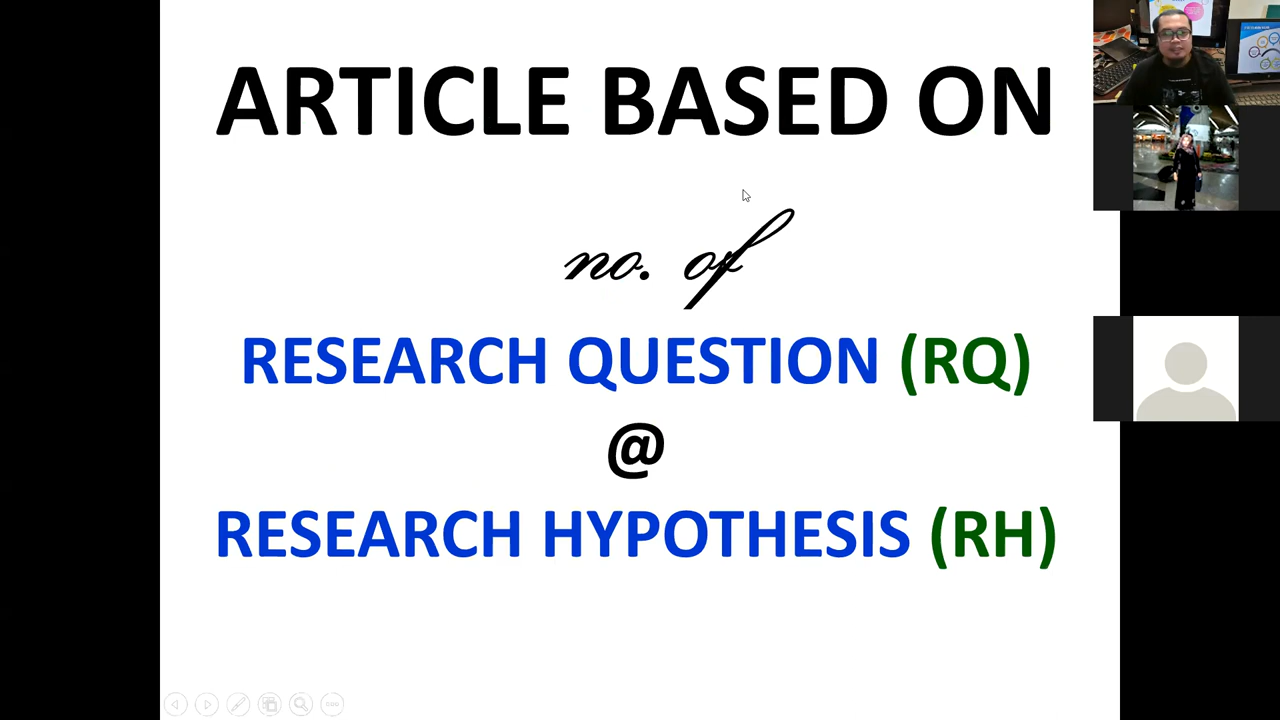 ARTICLE BASED ON
no. of
RESEARCH QUESTION (RQ)
@
RESEARCH HYPOTHESIS (RH)